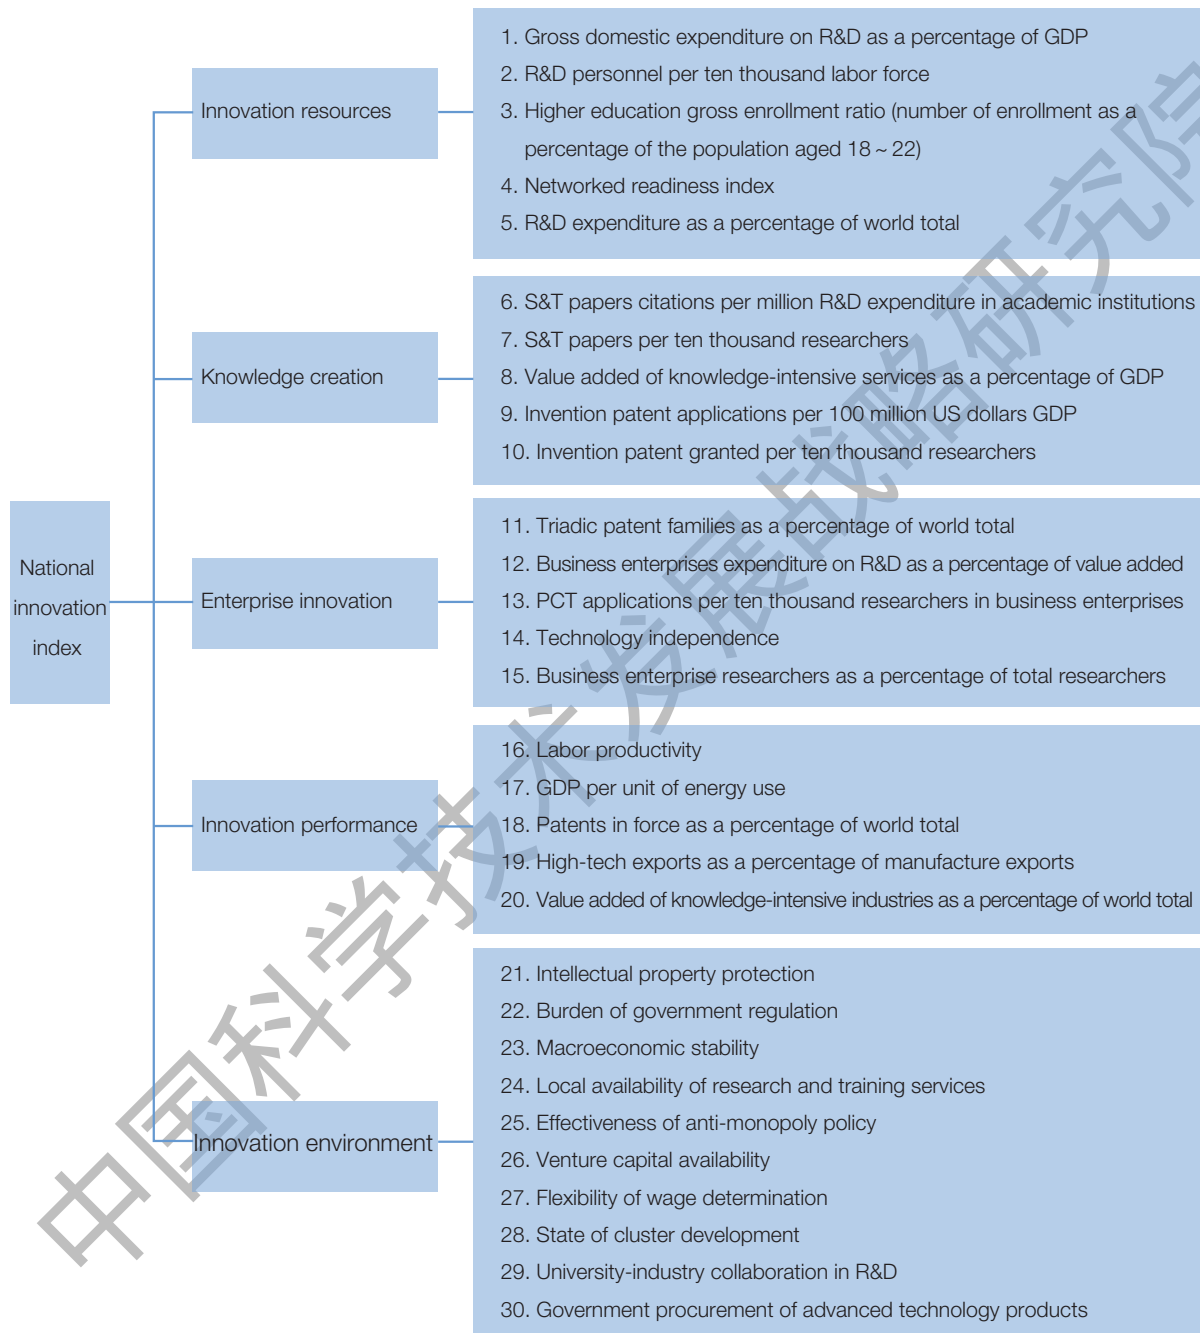 National
innovation
index
Innovation resources
1. Gross domestic expenditure on R&D as a percentage of GDP
2. R&D personnel per ten thousand labor force
3. Higher education gross enrollment ratio (number of enrollment as a
percentage of the population aged 18 ~ 22)
4. Networked readiness index
5. R&D expenditure as a percentage of world total
Knowledge creation
6. S&T papers citations per million R&D expenditure in academic institutions
7. S&T papers per ten thousand researchers
8. Value added of knowledge-intensive services as a percentage of GDP
9. Invention patent applications per 100 million US dollars GDP
10. Invention patent granted per ten thousand researchers
Enterprise innovation
11. Triadic patent families as a percentage of world total
12. Business enterprises expenditure on R&D as a percentage of value added
13. PCT applications per ten thousand researchers in business enterprises
14. Technology independence
15. Business enterprise researchers as a percentage of total researchers
Innovation performance
16. Labor productivity
17. GDP per unit of energy use
18. Patents in force as a percentage of world total
19. High-tech exports as a percentage of manufacture exports
20. Value added of knowledge-intensive industries as a percentage of world total
Innovation environment
21. Intellectual property protection
22. Burden of government regulation
23. Macroeconomic stability
24. Local availability of research and training services
25. Effectiveness of anti-monopoly policy
26. Venture capital availability
27. Flexibility of wage determination
28. State of cluster development
29. University-industry collaboration in R&D
30. Government procurement of advanced technology products
中国科学技术发展战略研究院